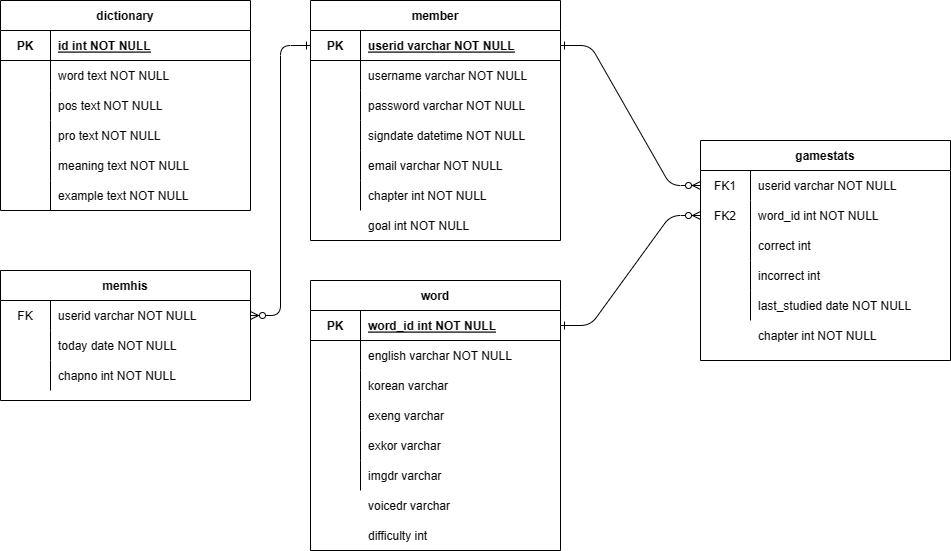 dictionary
PK id int NOT NULL
word text NOT NULL
pos text NOT NULL
pro text NOT NULL
meaning text NOT NULL
example text NOT NULL
member
PK userid varchar NOT NULL
username varchar NOT NULL
password varchar NOT NULL
signdate datetime NOT NULL
email varchar NOT NULL
chapter int NOT NULL
goal int NOT NULL
gamestats
FK1 userid varchar NOT NULL
FK2 word_id int NOT NULL
correct int
incorrect int
last_studied date NOT NULL
chapter int NOT NULL
memhis
FK userid varchar NOT NULL
today date NOT NULL
chapno int NOT NULL
word
PK word_id int NOT NULL
english varchar NOT NULL
korean varchar
exeng varchar
exkor varchar
imgdr varchar
voicedr varchar
difficulty int